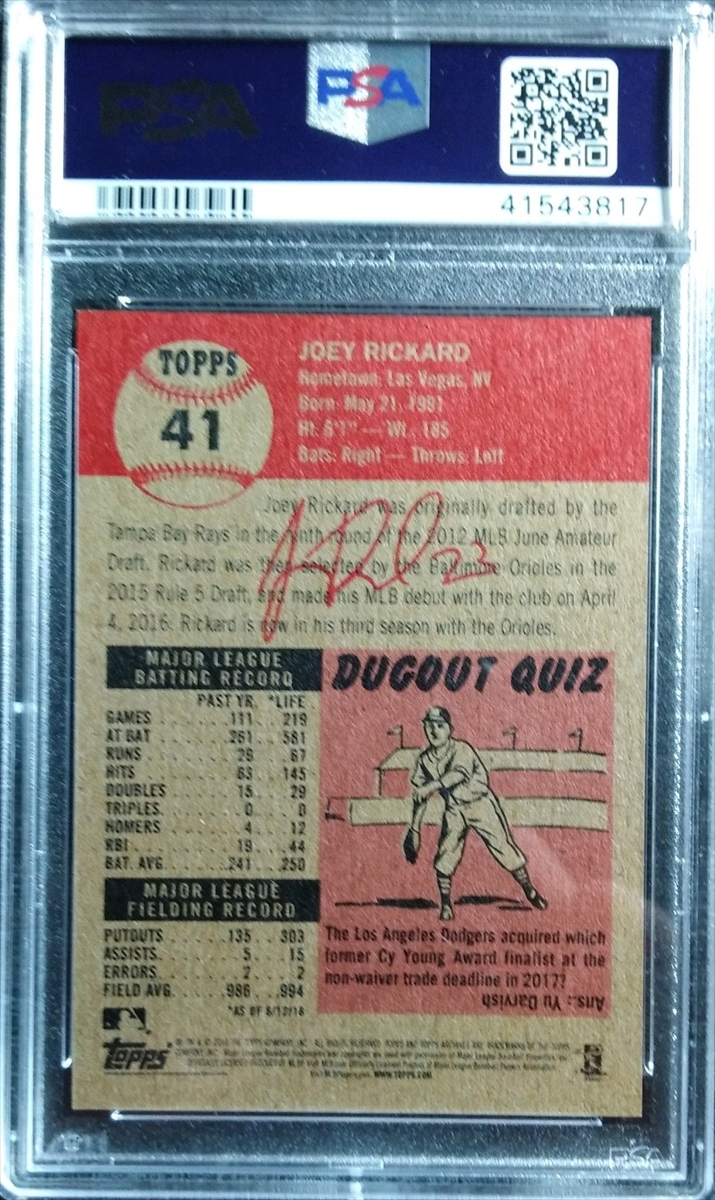 PSA
PSA
41543817
TOPPS
41
JOEY RICKARD
Hometown: Las Vegas, NV
Born: May 21, 1991
Ht: 6'1" — Wt.: 185
Bats: Right — Throws: Left
Joey Rickard was originally drafted by the
Tampa Bay Rays in the ninth round of the 2012 MLB June Amateur
Draft. Rickard was then selected by the Baltimore Orioles in the
2015 Rule 5 Draft, and made his MLB debut with the club on April
4, 2016. Rickard is now in his third season with the Orioles.
23
MAJOR LEAGUE
BATTING RECORD
PAST YR. *LIFE
GAMES 111 219
AT BAT 261 581
RUNS 29 67
HITS 63 145
DOUBLES 15 29
TRIPLES 0 0
HOMERS 4 12
RBI 19 44
BAT. AVG. .241 .250
MAJOR LEAGUE
FIELDING RECORD
PUTOUTS 135 303
ASSISTS 5 15
ERRORS 2 2
FIELD AVG. .986 .994
DUGOUT QUIZ
The Los Angeles Dodgers acquired which
former Cy Young Award finalist at the
non-waiver trade deadline in 2017?
Ans.: Yu Darvish
Topps
WWW.TOPPS.COM
PSA